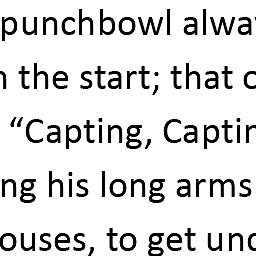 punchbowl alwa
n the start; that
“Capting, Captin
ng his long arms
ouses, to get und